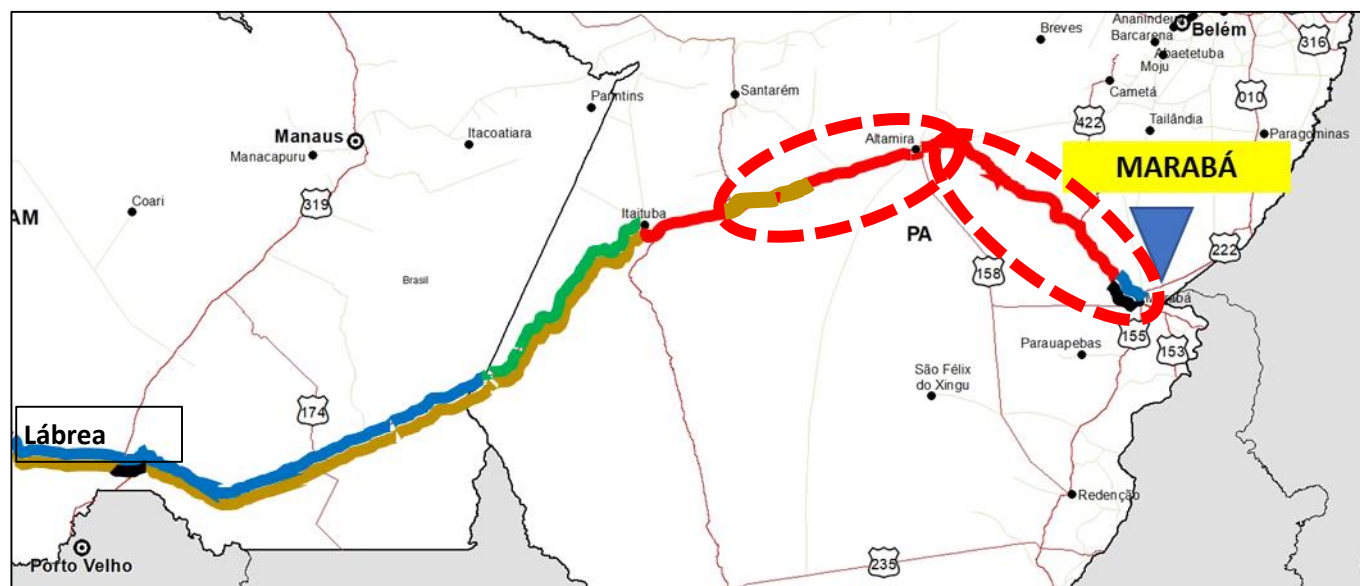 Ananindeu
Belém
Breves
Barcarena
316
Abaetetuba
Moju
Santarém
Cametá
010
Parintins
422
Tailândia
Manaus
Itacoatiara
Altamira
Paragominas
Manacapuru
MARABÁ
Coari
319
AM
Itaituba
PA
222
158
Brasil
Marabá
155
Parauapebas
153
São Félix
do Xingu
174
Lábrea
Redenção
Porto Velho
235